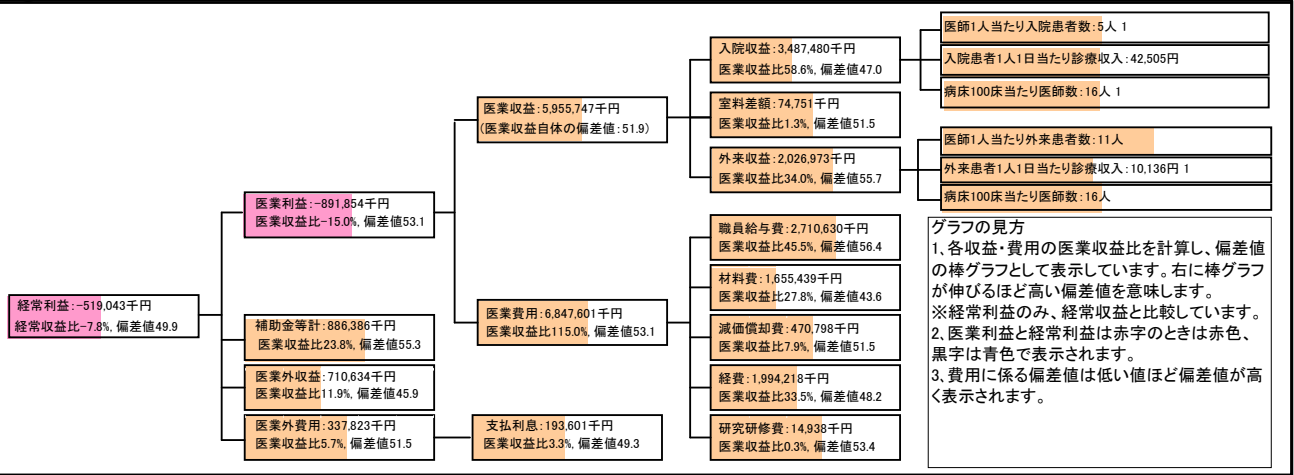 経常利益:-519,043千円
経常収益比-7.8%, 偏差値49.9
医業利益:-891,854千円
医業収益比-15.0%, 偏差値53.1
補助金等計:886,386千円
医業収益比23.8%, 偏差値55.3
医業外収益:710,634千円
医業収益比11.9%, 偏差値45.9
医業外費用:337,823千円
医業収益比5.7%, 偏差値51.5
医業収益:5,955,747千円
(医業収益自体の偏差値:51.9)
医業費用:6,847,601千円
医業収益比115.0%, 偏差値53.1
支払利息:193,601千円
医業収益比3.3%, 偏差値49.3
入院収益:3,487,480千円
医業収益比58.6%, 偏差値47.0
室料差額:74,751千円
医業収益比1.3%, 偏差値51.5
外来収益:2,026,973千円
医業収益比34.0%, 偏差値55.7
職員給与費:2,710,630千円
医業収益比45.5%, 偏差値56.4
材料費:1,655,439千円
医業収益比27.8%, 偏差値43.6
減価償却費:470,798千円
医業収益比7.9%, 偏差値51.5
経費:1,994,218千円
医業収益比33.5%, 偏差値48.2
研究研修費:14,938千円
医業収益比0.3%, 偏差値53.4
医師1人当たり入院患者数:5人 1
入院患者1人1日当たり診療収入:42,505円
病床100床当たり医師数:16人 1
医師1人当たり外来患者数:11人
外来患者1人1日当たり診療収入:10,136円 1
病床100床当たり医師数:16人
グラフの見方
1、各収益・費用の医業収益比を計算し、偏差値
の棒グラフとして表示しています。右に棒グラフ
が伸びるほど高い偏差値を意味します。
※経常利益のみ、経常収益と比較しています。
2、医業利益と経常利益は赤字のときは赤色、
黒字は青色で表示されます。
3、費用に係る偏差値は低い値ほど偏差値が高
く表示されます。